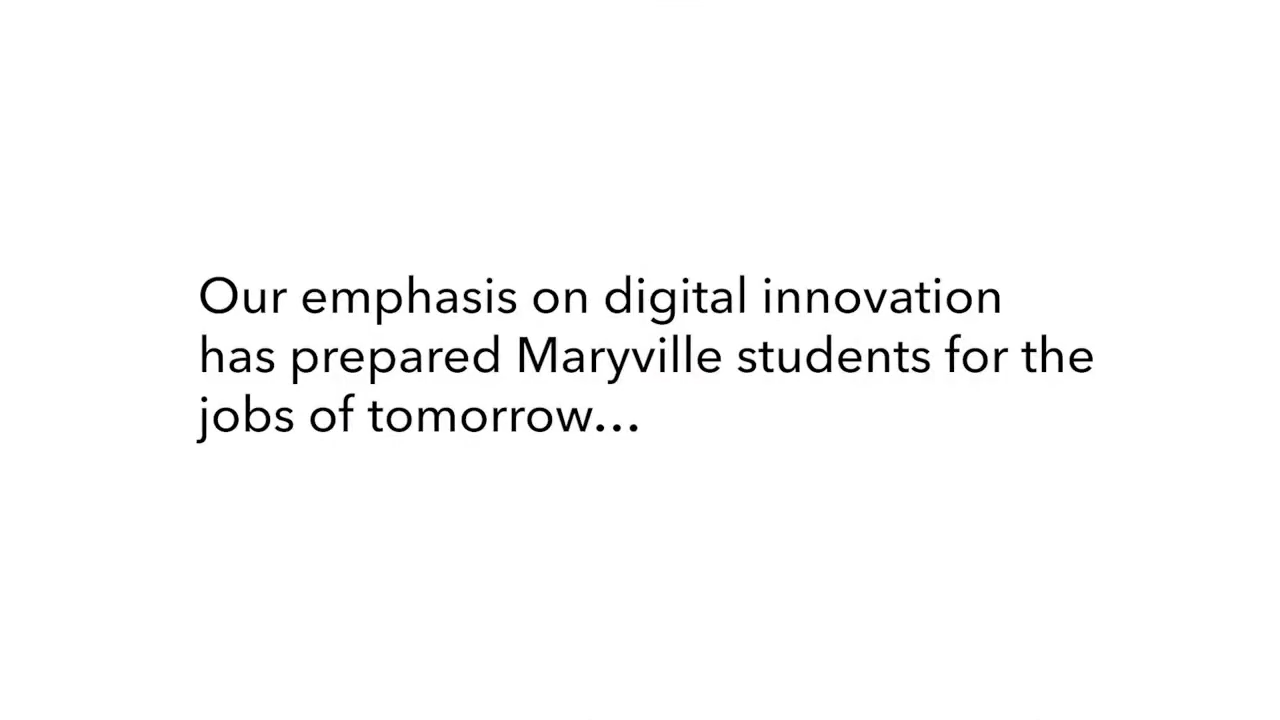 Our emphasis on digital innovation
has prepared Maryville students for the
jobs of tomorrow…